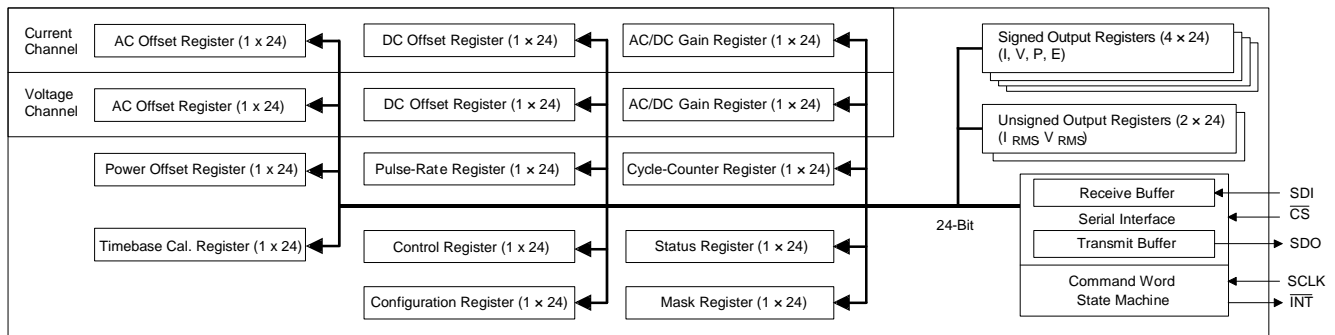 Current
Channel
AC Offset Register (1 x 24)
DC Offset Register (1 × 24)
AC/DC Gain Register (1 × 24)
Voltage
Channel
AC Offset Register (1 x 24)
DC Offset Register (1 × 24)
AC/DC Gain Register (1 × 24)
Power Offset Register (1 × 24)
Pulse-Rate Register (1 × 24)
Cycle-Counter Register (1 × 24)
Timebase Cal. Register (1 × 24)
Control Register (1 × 24)
Status Register (1 × 24)
Configuration Register (1 × 24)
Mask Register (1 × 24)
Signed Output Registers (4 × 24)
(I, V, P, E)
Unsigned Output Registers (2 × 24)
(I RMS, V RMS)
24-Bit
Receive Buffer
Serial Interface
Transmit Buffer
Command Word
State Machine
SDI
CS
SDO
SCLK
INT